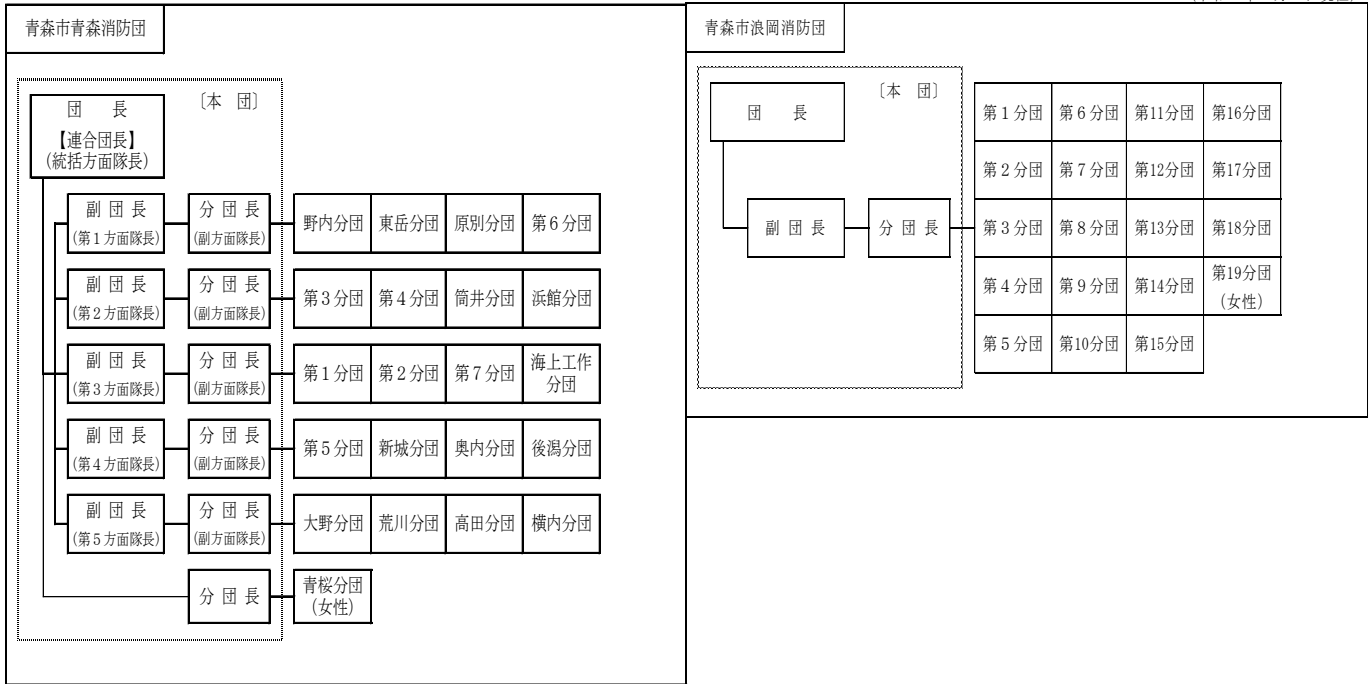 青森市青森消防団
〔本 団〕
団 長
【連合団長】
(統括方面隊長)
副 団 長
(第1方面隊長)
分 団 長
(副方面隊長)
野内分団 東岳分団 原別分団 第6分団
副 団 長
(第2方面隊長)
分 団 長
(副方面隊長)
第3分団 第4分団 筒井分団 浜館分団
副 団 長
(第3方面隊長)
分 団 長
(副方面隊長)
第1分団 第2分団 第7分団 海上工作
分団
副 団 長
(第4方面隊長)
分 団 長
(副方面隊長)
第5分団 新城分団 奥内分団 後潟分団
副 団 長
(第5方面隊長)
分 団 長
(副方面隊長)
大野分団 荒川分団 高田分団 横内分団
分 団 長
青桜分団
(女性)
青森市浪岡消防団
〔本 団〕
団 長
副 団 長
分 団 長
第1分団 第6分団 第11分団 第16分団
第2分団 第7分団 第12分団 第17分団
第3分団 第8分団 第13分団 第18分団
第4分団 第9分団 第14分団 第19分団
(女性)
第5分団 第10分団 第15分団